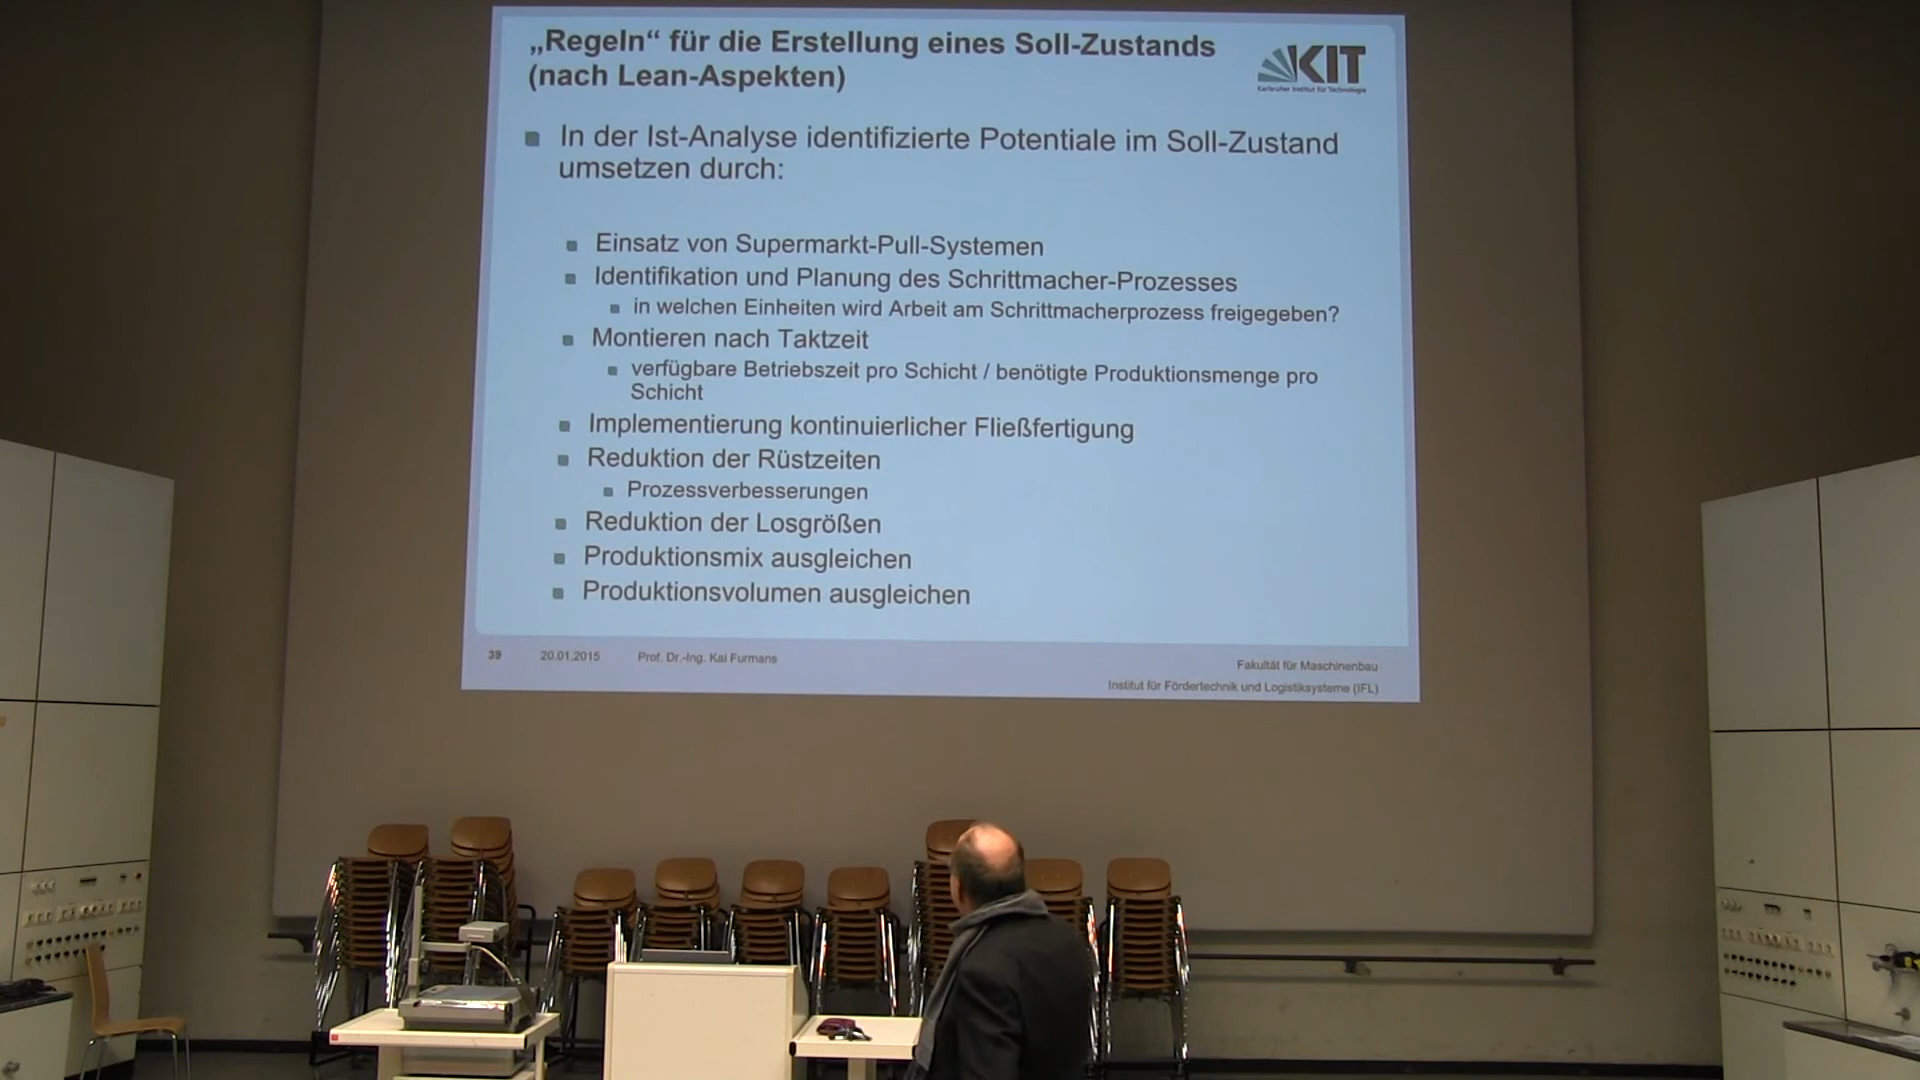 „Regeln“ für die Erstellung eines Soll-Zustands
(nach Lean-Aspekten)
KIT
Karlsruher Institut für Technologie
In der Ist-Analyse identifizierte Potentiale im Soll-Zustand
umsetzen durch:
Einsatz von Supermarkt-Pull-Systemen
Identifikation und Planung des Schrittmacher-Prozesses
in welchen Einheiten wird Arbeit am Schrittmacherprozess freigegeben?
Montieren nach Taktzeit
verfügbare Betriebszeit pro Schicht / benötigte Produktionsmenge pro
Schicht
Implementierung kontinuierlicher Fließfertigung
Reduktion der Rüstzeiten
Prozessverbesserungen
Reduktion der Losgrößen
Produktionsmix ausgleichen
Produktionsvolumen ausgleichen
39 20.01.2015 Prof. Dr.-Ing. Kai Furmans
Fakultät für Maschinenbau
Institut für Fördertechnik und Logistiksysteme (IFL)